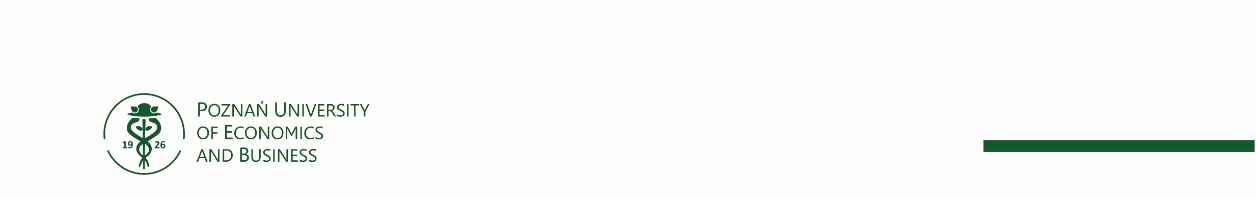 POZNAŃ UNIVERSITY
OF ECONOMICS
AND BUSINESS
19 26